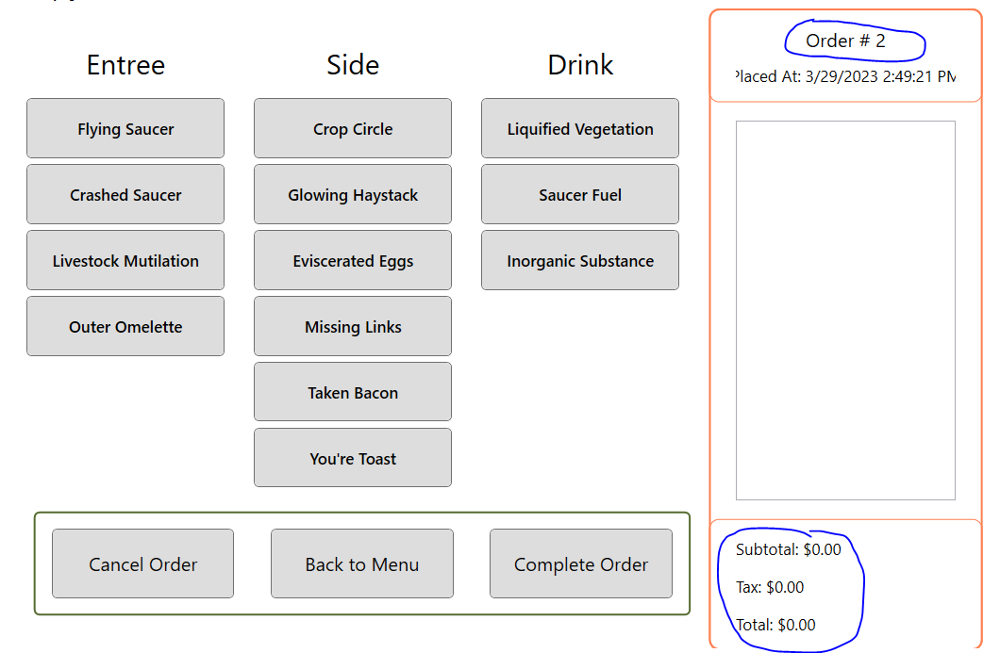 Entree
Flying Saucer
Crashed Saucer
Livestock Mutilation
Outer Omelette
Side
Crop Circle
Glowing Haystack
Eviscerated Eggs
Missing Links
Taken Bacon
You're Toast
Drink
Liquified Vegetation
Saucer Fuel
Inorganic Substance
Cancel Order
Back to Menu
Complete Order
Order # 2
Placed At: 3/29/2023 2:49:21 PM
Subtotal: $0.00
Tax: $0.00
Total: $0.00